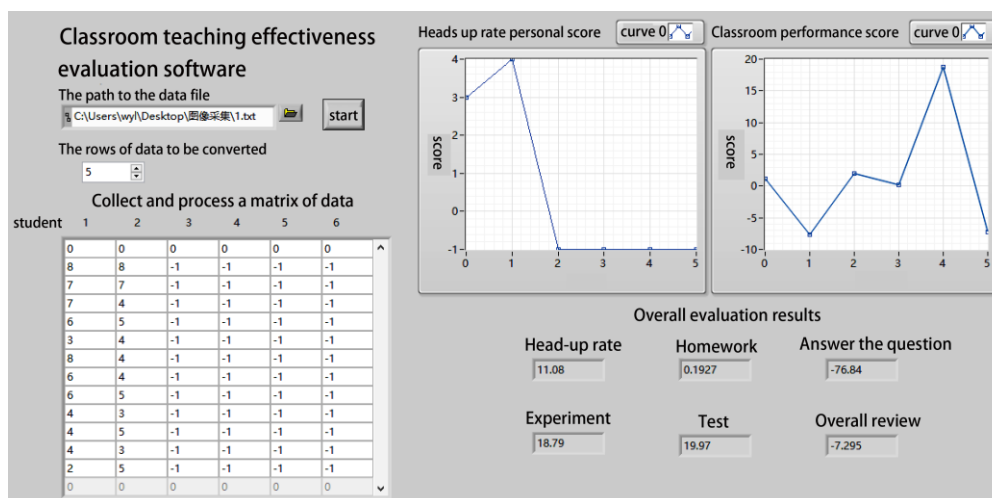 Classroom teaching effectiveness
evaluation software
The path to the data file
C:\Users\wyl\Desktop\图像采集\1.txt
start
The rows of data to be converted
5
Collect and process a matrix of data
student 1 2 3 4 5 6
0 0 0 0 0 0
8 8 -1 -1 -1 -1
7 7 -1 -1 -1 -1
7 4 -1 -1 -1 -1
6 5 -1 -1 -1 -1
3 4 -1 -1 -1 -1
8 4 -1 -1 -1 -1
6 4 -1 -1 -1 -1
6 5 -1 -1 -1 -1
4 3 -1 -1 -1 -1
4 5 -1 -1 -1 -1
4 3 -1 -1 -1 -1
2 5 -1 -1 -1 -1
0 0 0 0 0 0
Heads up rate personal score
curve 0
score
4
3
2
1
0
-1
0 1 2 3 4 5
Classroom performance score
curve 0
score
20
15
10
5
0
-5
-10
0 1 2 3 4 5
Overall evaluation results
Head-up rate Homework Answer the question
11.08 0.1927 -76.84
Experiment Test Overall review
18.79 19.97 -7.295